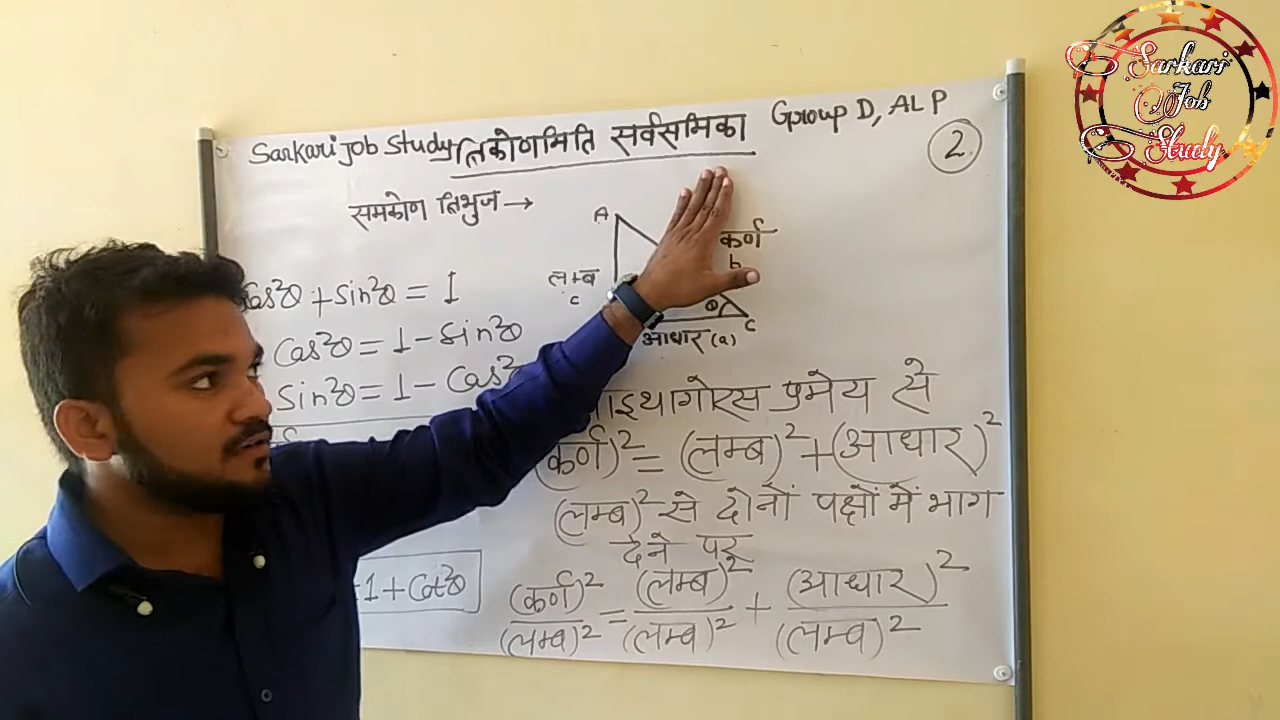 Sarkari Job Study त्रिकोणमिति सर्वसमिका Group D, ALP
2.
समकोण त्रिभुज →
A
कर्ण
b
लम्ब
c
θ
C
आधार (a)
Cos²θ + Sin²θ = 1
Cos²θ = 1 - Sin²θ
Sin²θ = 1 - Cos²
पाइथागोरस प्रमेय से
(कर्ण)² = (लम्ब)² + (आधार)²
(लम्ब)² से दोनों पक्षों में भाग
देने पर
(कर्ण)²/(लम्ब)² = (लम्ब)²/(लम्ब)² + (आधार)²/(लम्ब)²
1 + Cot²θ
Sarkari
Job
Study